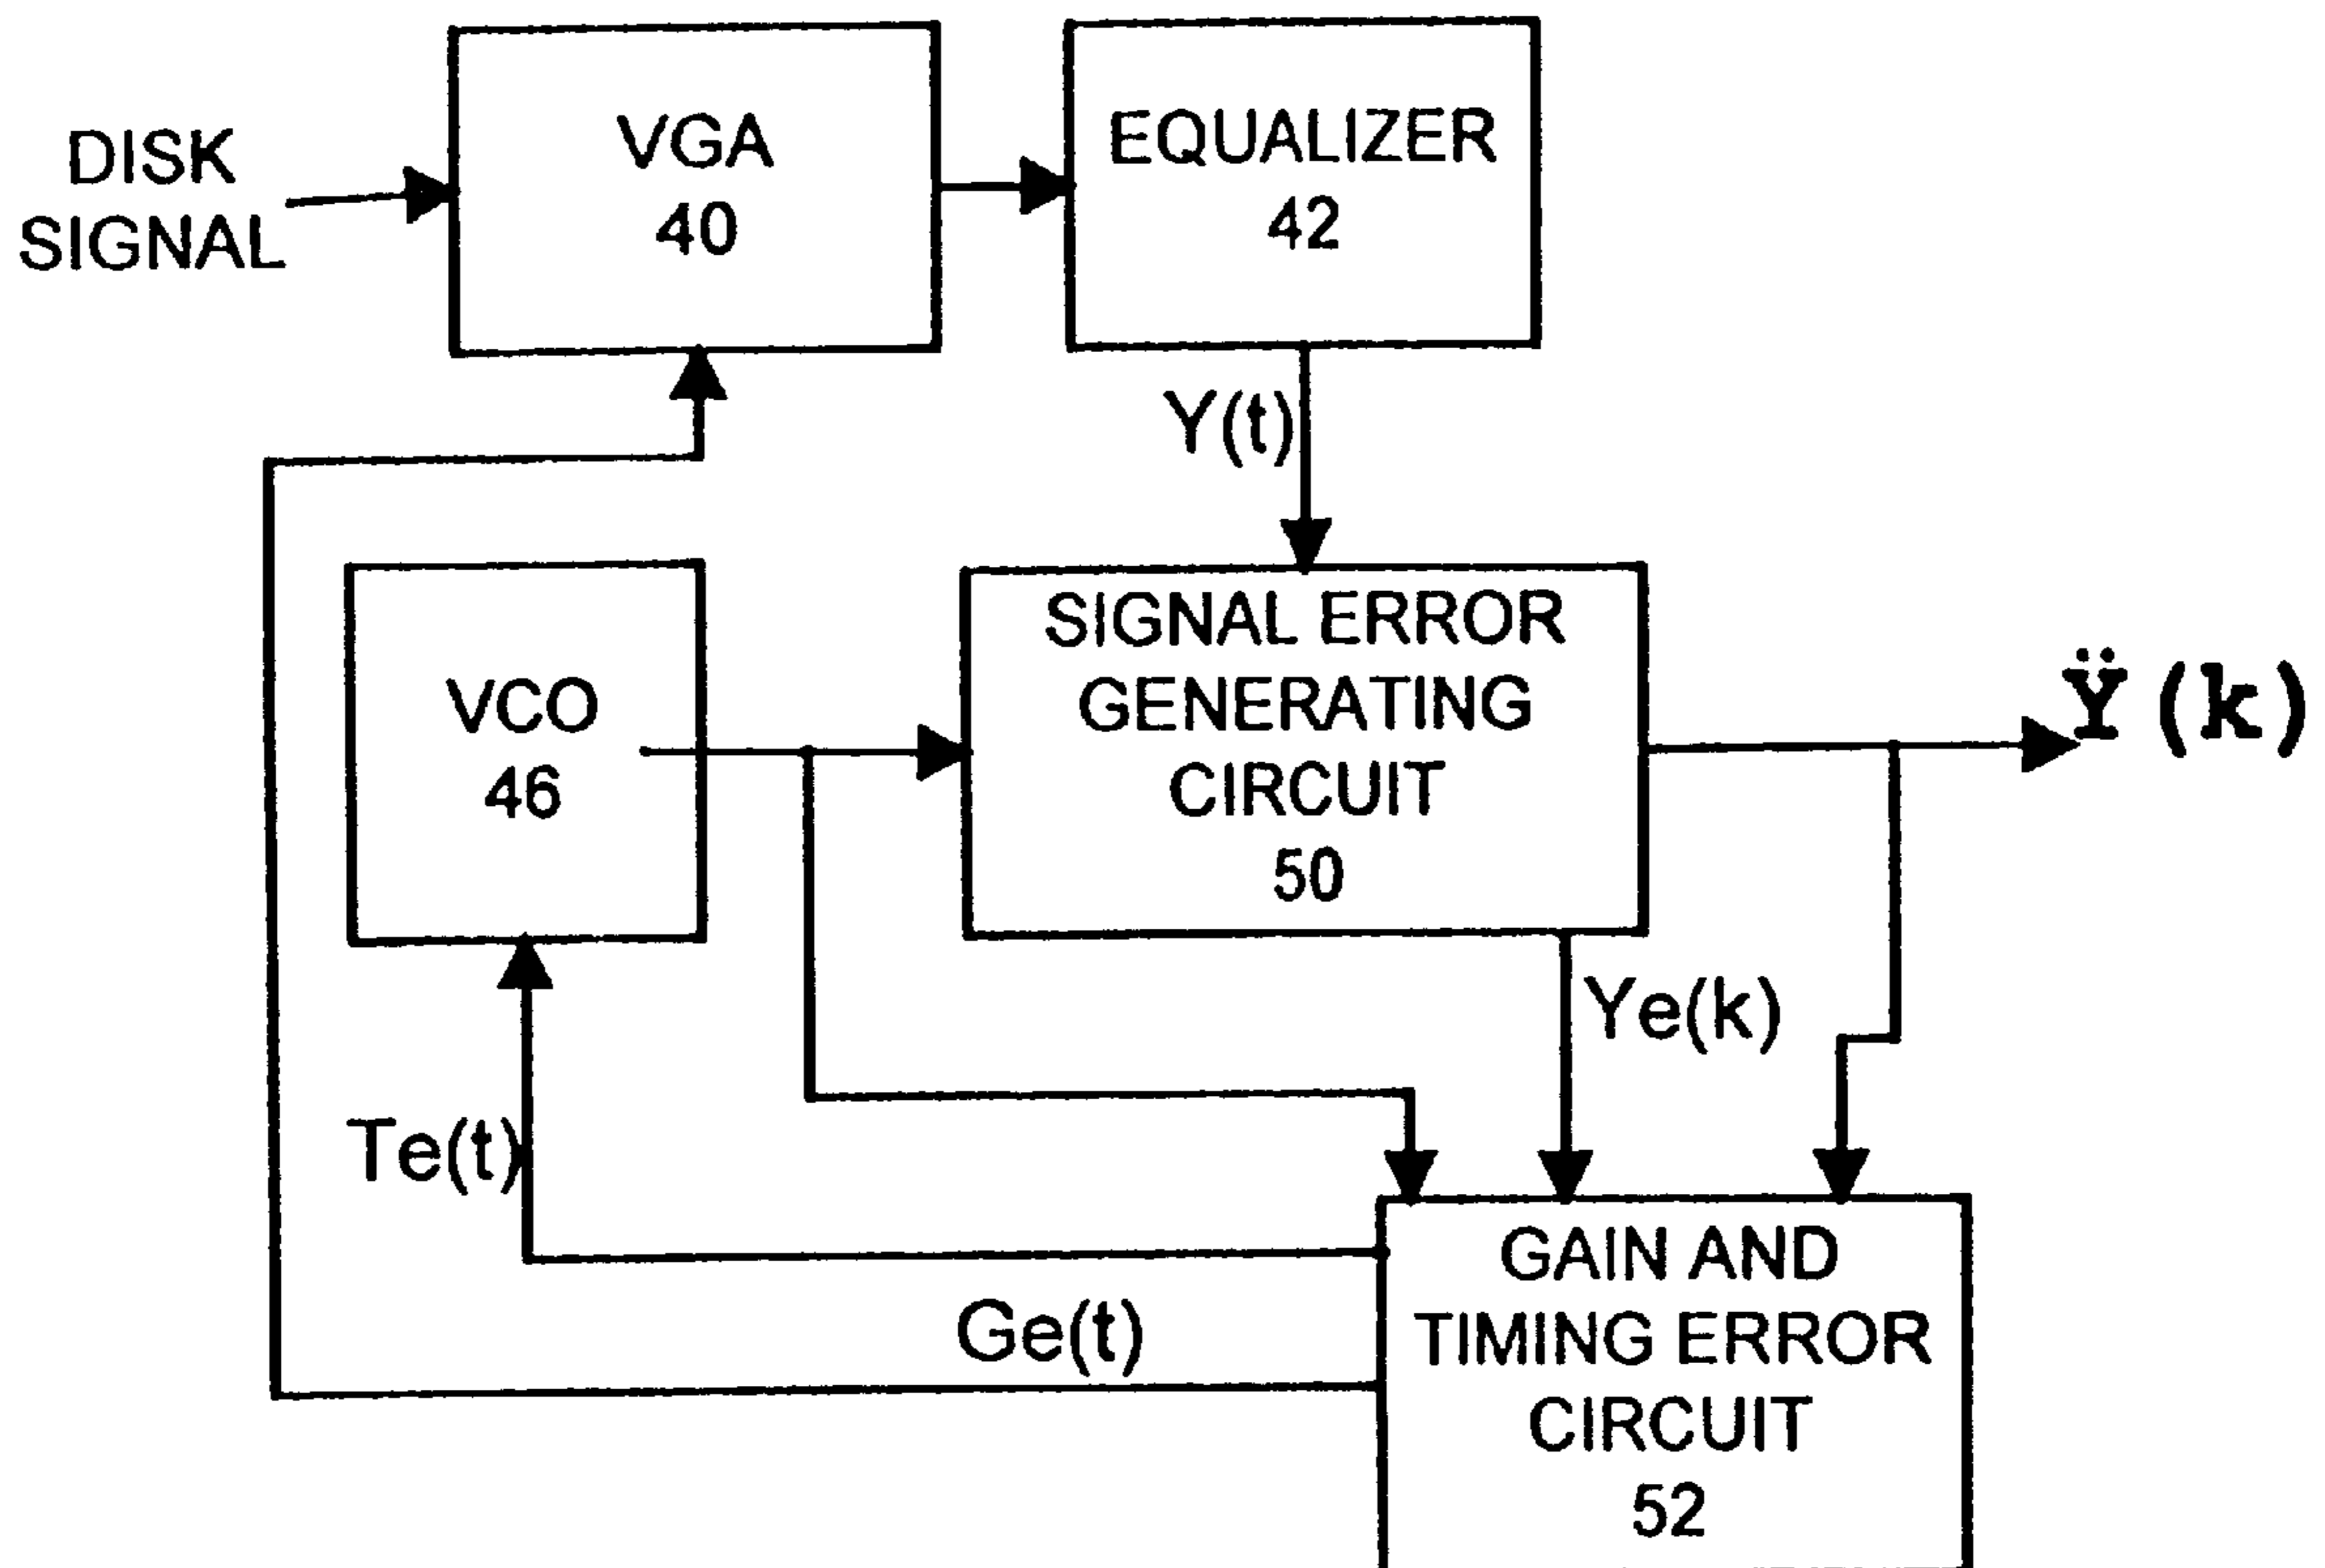 DISK
SIGNAL
VGA
40
EQUALIZER
42
Y(t)
VCO
46
SIGNAL ERROR
GENERATING
CIRCUIT
50
Ÿ(k)
Ye(k)
Te(t)
Ge(t)
GAIN AND
TIMING ERROR
CIRCUIT
52